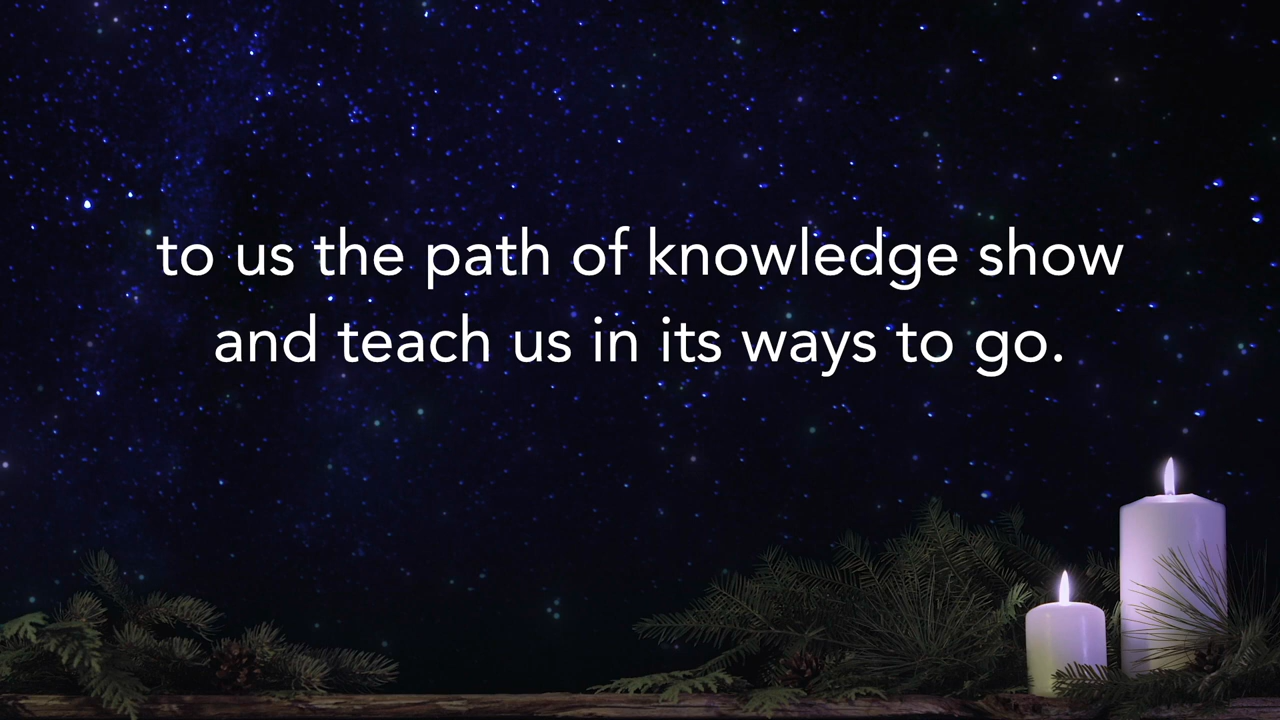 to us the path of knowledge show
and teach us in its ways to go.